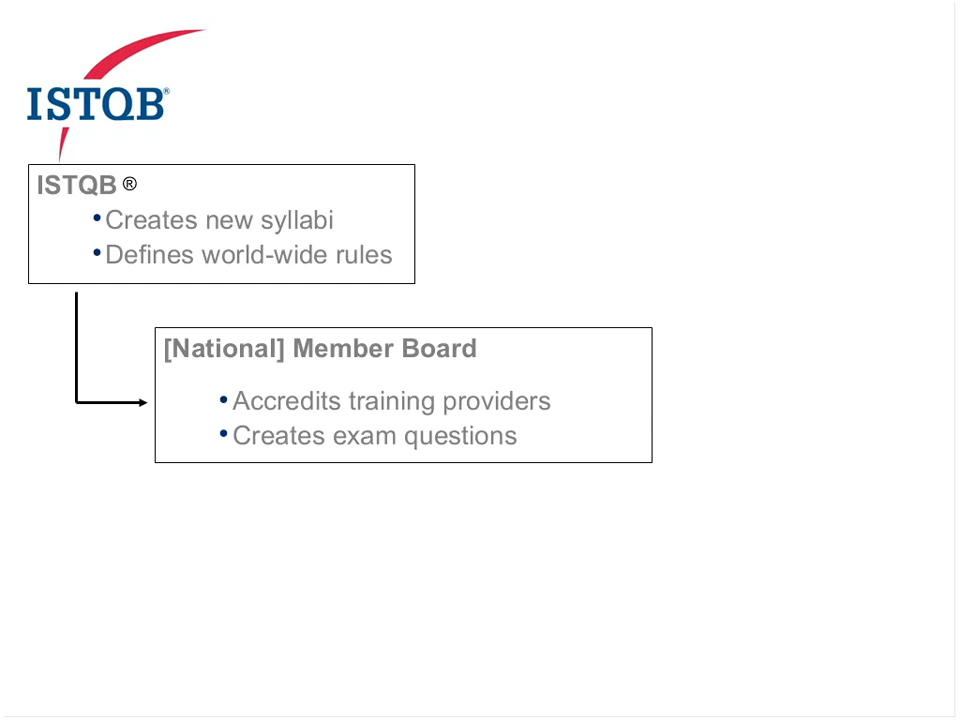 ISTQB®
ISTQB ®
•Creates new syllabi
•Defines world-wide rules
[National] Member Board
•Accredits training providers
•Creates exam questions